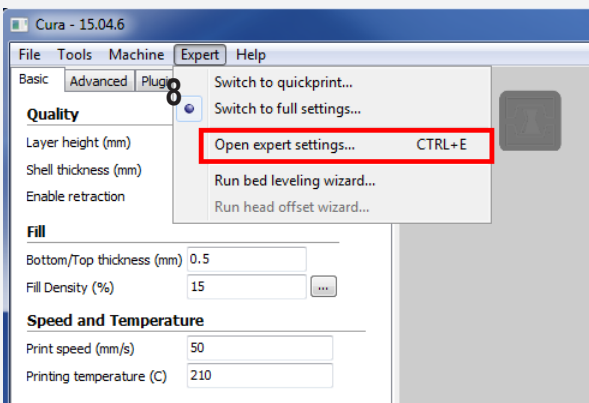 Cura - 15.04.6
File Tools Machine Expert Help
Basic Advanced Plugin
8
Switch to quickprint...
Switch to full settings...
Open expert settings... CTRL+E
Run bed leveling wizard...
Run head offset wizard...
Quality
Layer height (mm)
Shell thickness (mm)
Enable retraction
Fill
Bottom/Top thickness (mm) 0.5
Fill Density (%) 15 ...
Speed and Temperature
Print speed (mm/s) 50
Printing temperature (C) 210